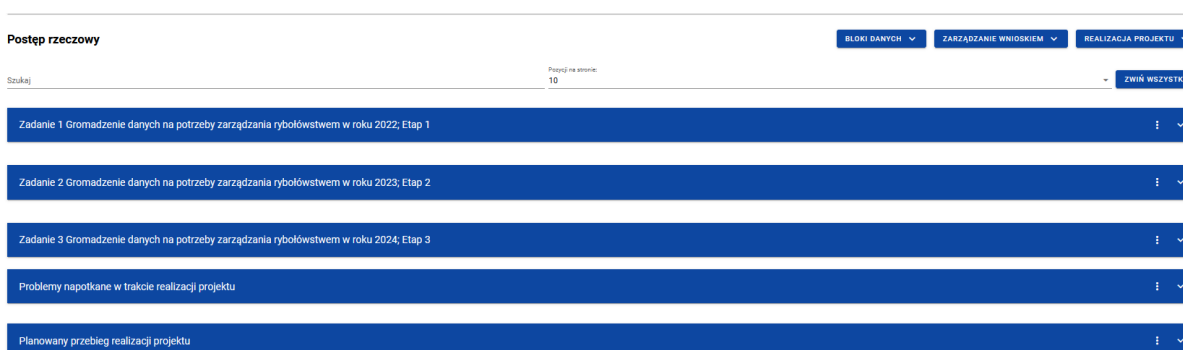 Postęp rzeczowy
BLOKI DANYCH
ZARZĄDZANIE WNIOSKIEM
REALIZACJA PROJEKTU
Szukaj
Pozycji na stronie:
10
ZWIŃ WSZYSTK
Zadanie 1 Gromadzenie danych na potrzeby zarządzania rybołówstwem w roku 2022; Etap 1
Zadanie 2 Gromadzenie danych na potrzeby zarządzania rybołówstwem w roku 2023; Etap 2
Zadanie 3 Gromadzenie danych na potrzeby zarządzania rybołówstwem w roku 2024; Etap 3
Problemy napotkane w trakcie realizacji projektu
Planowany przebieg realizacji projektu